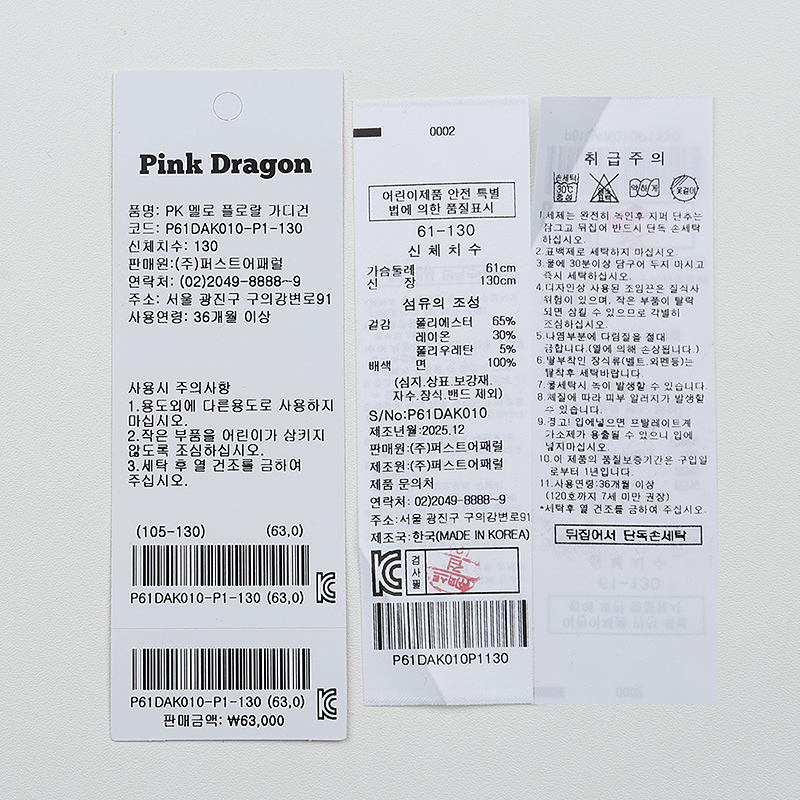 Pink Dragon
품명: PK 멜로 플로랄 가디건
코드: P61DAK010-P1-130
신체치수: 130
판매원:(주)퍼스트어패럴
연락처: (02)2049-8888~9
주소: 서울 광진구 구의강변로91
사용연령: 36개월 이상
사용시 주의사항
1.용도외에 다른용도로 사용하지
마십시오.
2.작은 부품을 어린이가 삼키지
않도록 조심하십시오.
3.세탁 후 열 건조를 금하여
주십시오.
(105-130) (63,0)
P61DAK010-P1-130 (63,0)
P61DAK010-P1-130 (63,0)
판매금액: ₩63,000
0002
어린이제품 안전 특별
법에 의한 품질표시
61-130
신체치수
가슴둘레 61cm
신 장 130cm
섬유의 조성
겉감 폴리에스터 65%
레이온 30%
폴리우레탄 5%
배색 면 100%
(심지.상표.보강재.
자수.장식.밴드 제외)
S/No:P61DAK010
제조년월:2025.12
판매원:(주)퍼스트어패럴
제조원:(주)퍼스트어패럴
제품 문의처
연락처: 02)2049-8888~9
주소:서울 광진구 구의강변로91
제조국:한국(MADE IN KOREA)
검사필
P61DAK010P1130
취급주의
손세탁
30℃
중성
약하게
옷걸이
1.세제는 완전히 녹인후 지퍼 단추는
잠그고 뒤집어 반드시 단독 손세탁
하십시오.
2.표백제로 세탁하지 마십시오.
3.물에 30분이상 담구어 두지 마시고
즉시 세탁하십시오.
4.디자인상 사용된 조임끈은 질식사
위험이 있으며, 작은 부품이 탈락
되면 삼킬 수 있으므로 각별히
조심하십시오.
5.나염부분에 다림질을 절대
금합니다.(열에 의해 손상됩니다.)
6.탈부착인 장식류(벨트.와펜등)는
탈착후 세탁바랍니다.
7.물세탁시 녹이 발생할 수 있습니다.
8.체질에 따라 피부 알러지가 발생할
수 있습니다.
9.경고! 입에넣으면 프탈레이트계
가소제가 용출될 수 있으니 입에
넣지마십시오.
10.이 제품의 품질보증기간은 구입일
로부터 1년입니다.
11.사용연령:36개월 이상
(120호까지 7세 미만 권장)
*세탁후 열 건조를 금하여 주십시오.
뒤집어서 단독손세탁